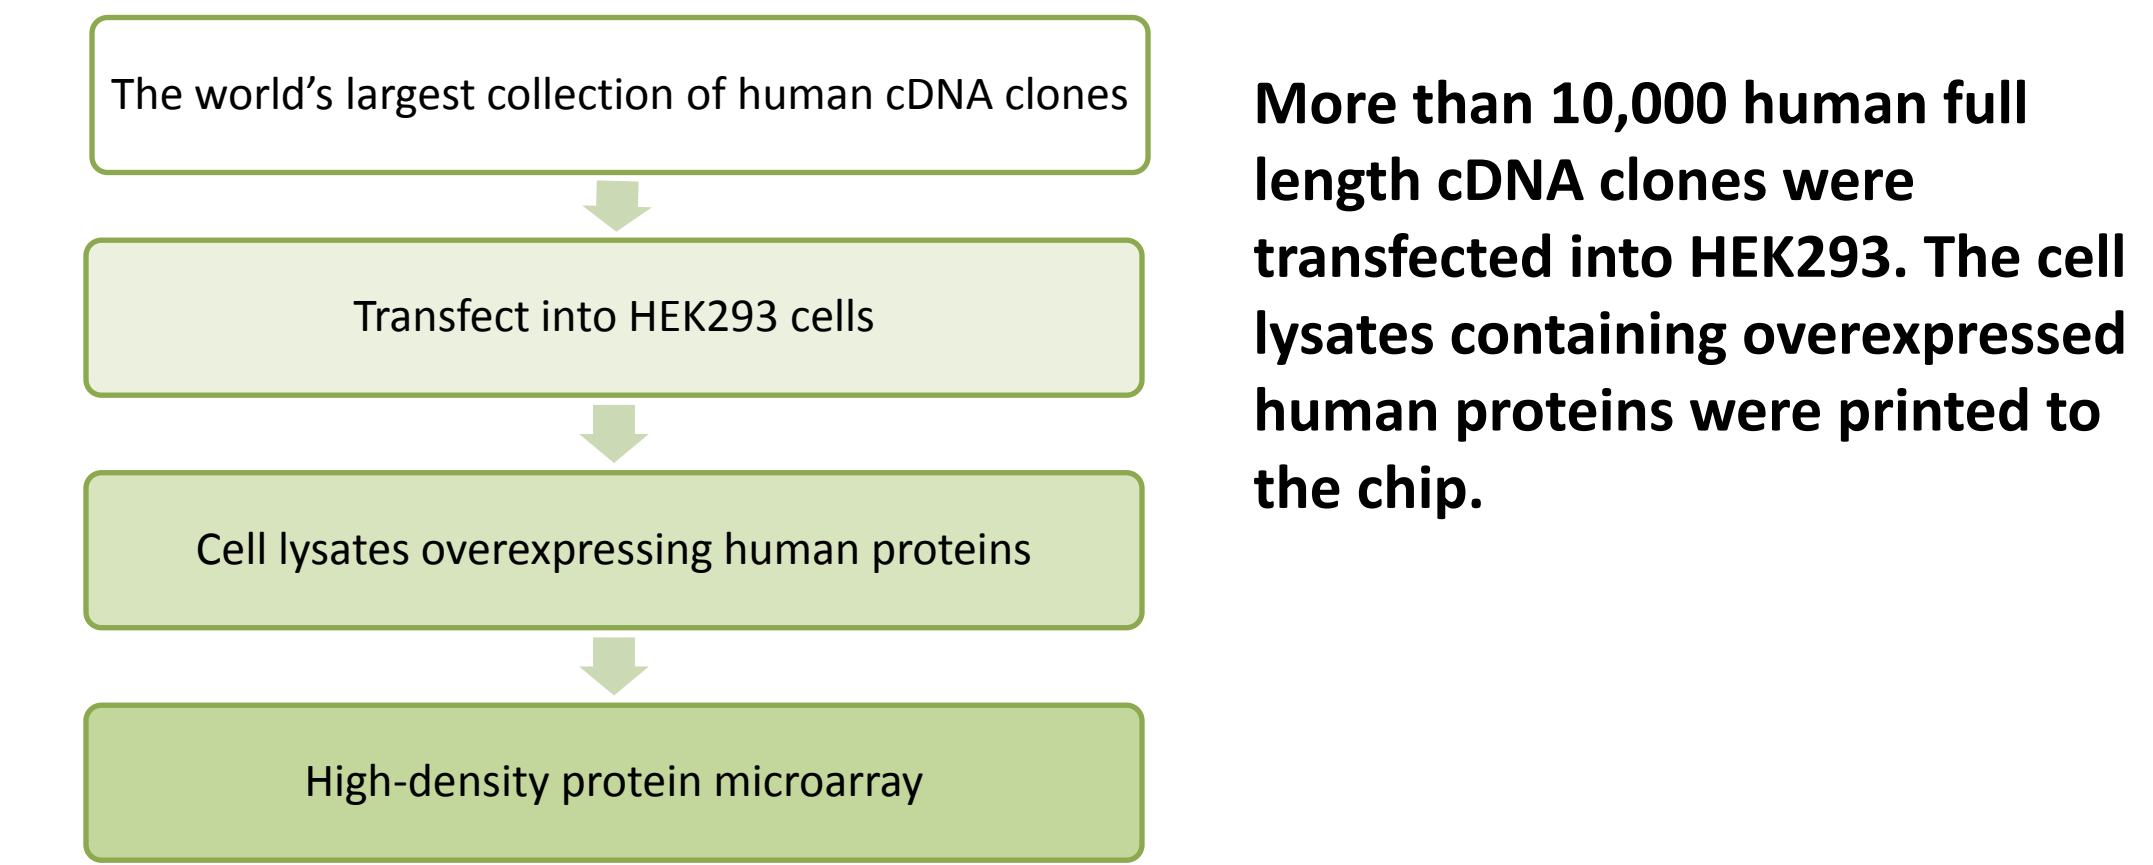 The world’s largest collection of human cDNA clones
Transfect into HEK293 cells
Cell lysates overexpressing human proteins
High-density protein microarray
More than 10,000 human full
length cDNA clones were
transfected into HEK293. The cell
lysates containing overexpressed
human proteins were printed to
the chip.